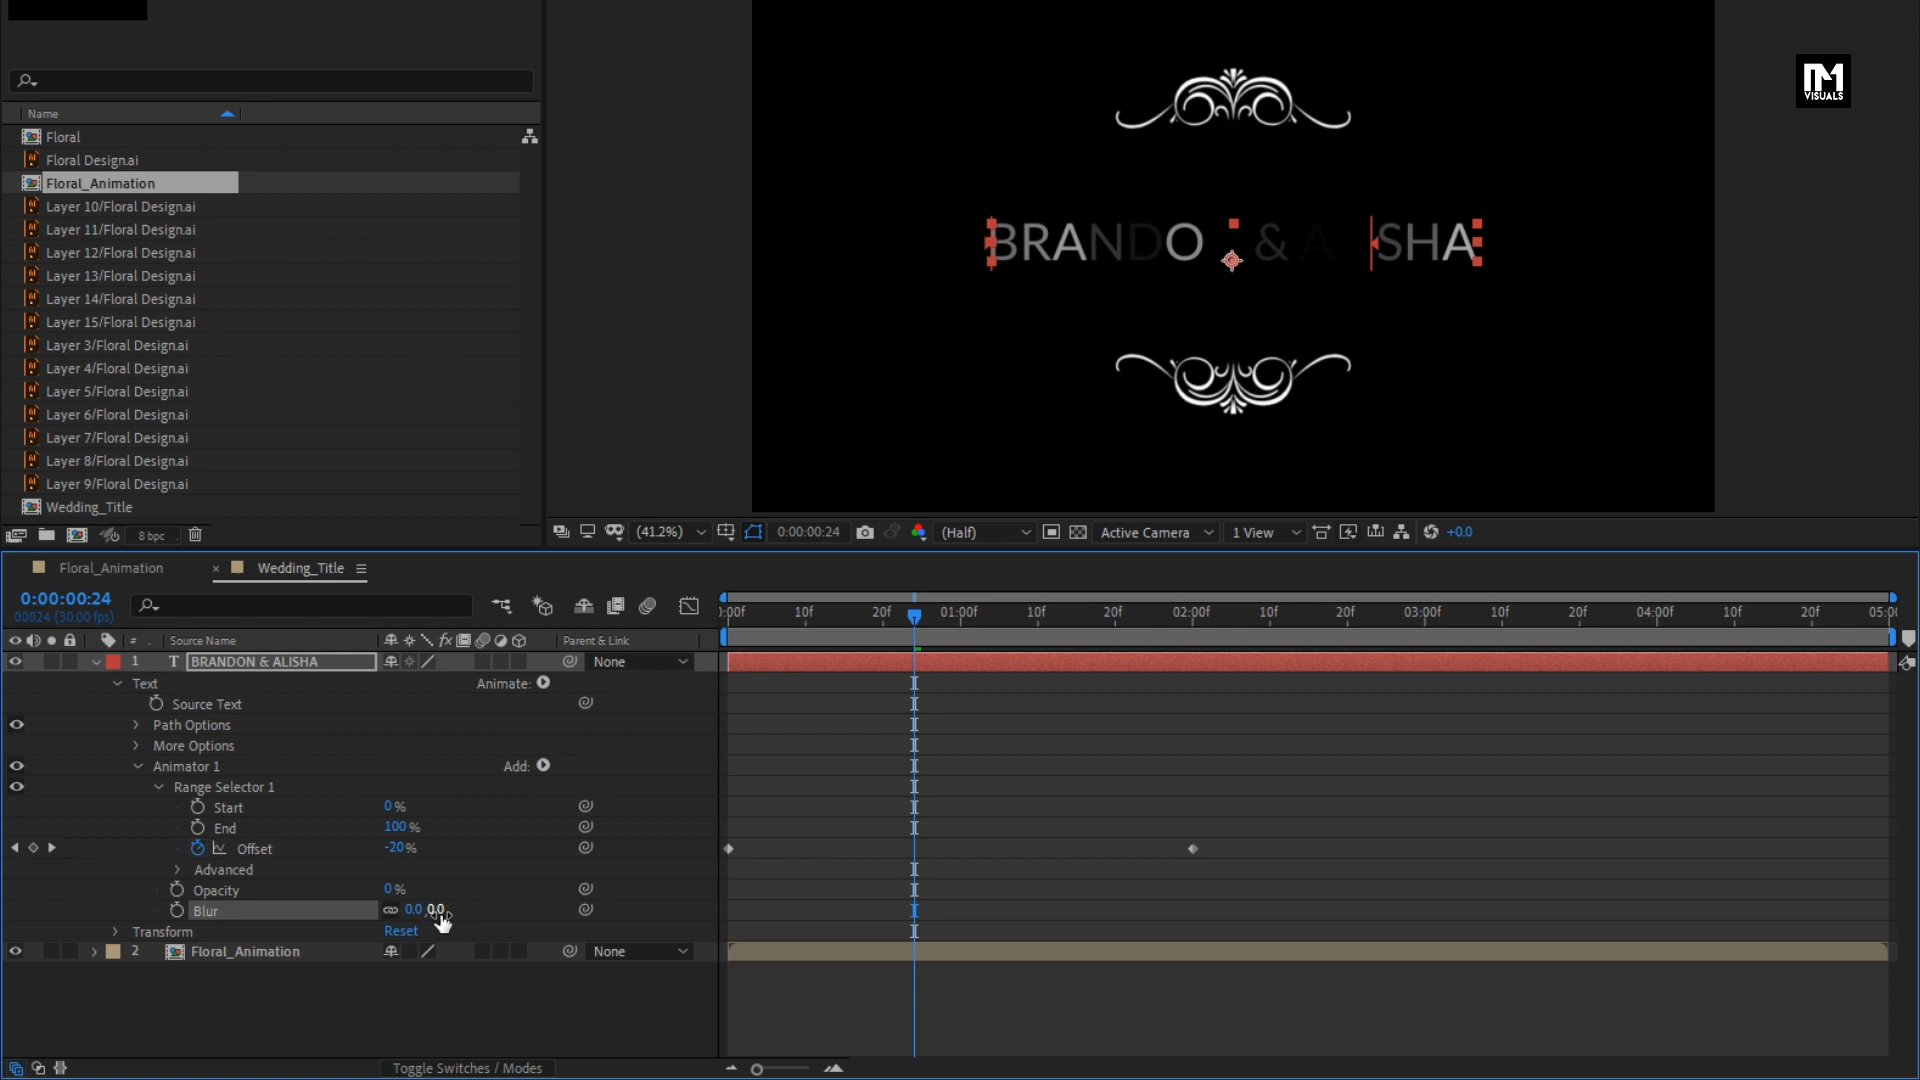 Name
Floral
Floral Design.ai
Floral_Animation
Layer 10/Floral Design.ai
Layer 11/Floral Design.ai
Layer 12/Floral Design.ai
Layer 13/Floral Design.ai
Layer 14/Floral Design.ai
Layer 15/Floral Design.ai
Layer 3/Floral Design.ai
Layer 4/Floral Design.ai
Layer 5/Floral Design.ai
Layer 6/Floral Design.ai
Layer 7/Floral Design.ai
Layer 8/Floral Design.ai
Layer 9/Floral Design.ai
Wedding_Title
8 bpc
BRANDO & A SHA
VISUALS
(41.2%) 0:00:00:24 (Half) Active Camera 1 View +0.0
Floral_Animation × Wedding_Title
0:00:00:24
00024 (30.00 fps)
):00f 10f 20f 01:00f 10f 20f 02:00f 10f 20f 03:00f 10f 20f 04:00f 10f 20f 05:0(
# Source Name fx Parent & Link
1 T BRANDON & ALISHA None
Text Animate:
Source Text
Path Options
More Options
Animator 1 Add:
Range Selector 1
Start 0 %
End 100 %
Offset -20 %
Advanced
Opacity 0 %
Blur 0.0, 0.0
Transform Reset
2 Floral_Animation None
Toggle Switches / Modes